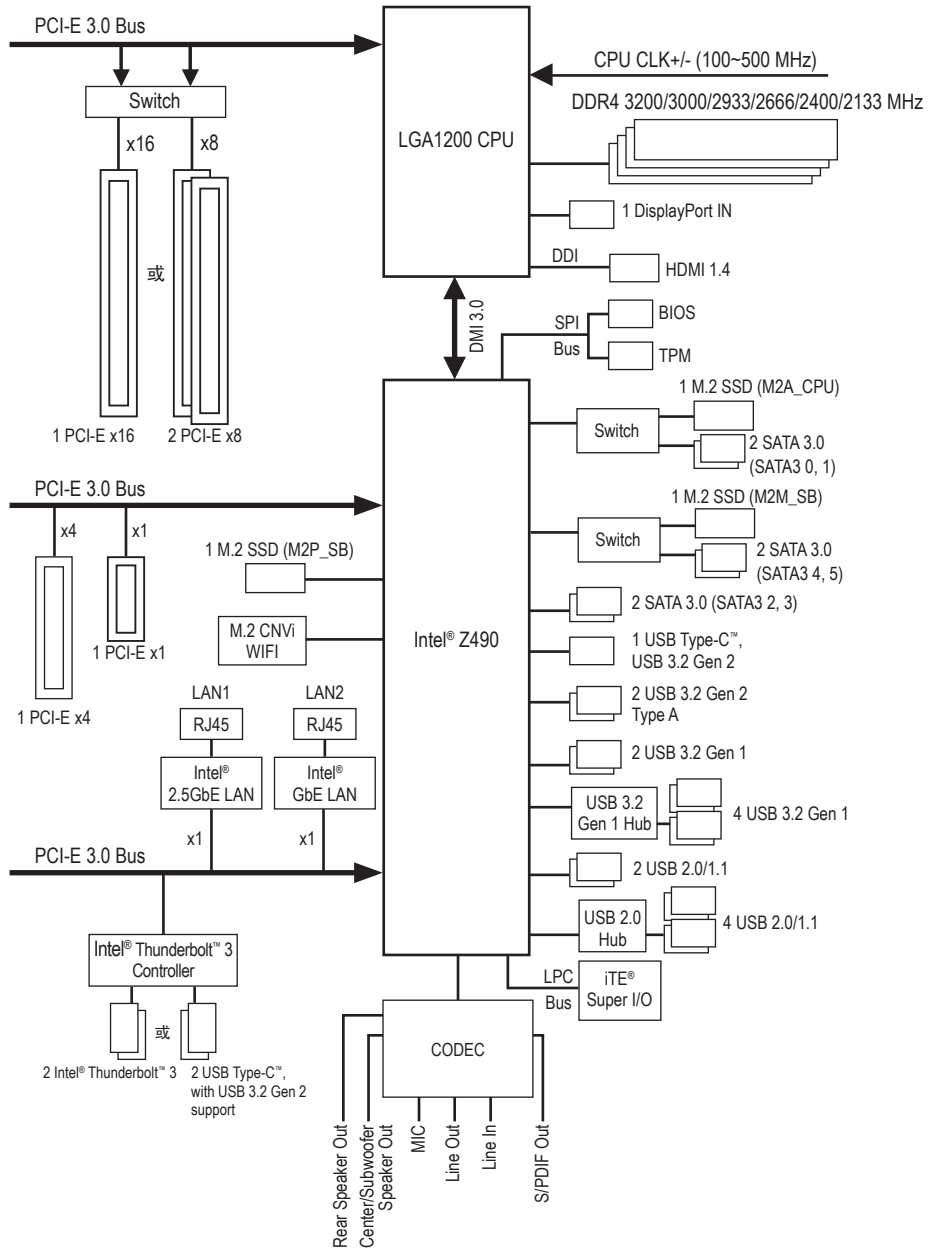 PCI-E 3.0 Bus
CPU CLK+/- (100~500 MHz)
Switch
DDR4 3200/3000/2933/2666/2400/2133 MHz
x16
x8
LGA1200 CPU
1 DisplayPort IN
或
DDI
HDMI 1.4
DMI 3.0
SPI
Bus
BIOS
TPM
1 PCI-E x16
2 PCI-E x8
1 M.2 SSD (M2A_CPU)
Switch
2 SATA 3.0
(SATA3 0, 1)
PCI-E 3.0 Bus
x4
x1
1 M.2 SSD (M2M_SB)
Switch
2 SATA 3.0
(SATA3 4, 5)
1 M.2 SSD (M2P_SB)
2 SATA 3.0 (SATA3 2, 3)
M.2 CNVi
WIFI
Intel® Z490
1 USB Type-C™,
USB 3.2 Gen 2
1 PCI-E x1
1 PCI-E x4
LAN1
LAN2
RJ45
RJ45
2 USB 3.2 Gen 2
Type A
Intel®
2.5GbE LAN
Intel®
GbE LAN
2 USB 3.2 Gen 1
USB 3.2
Gen 1 Hub
4 USB 3.2 Gen 1
x1
x1
PCI-E 3.0 Bus
2 USB 2.0/1.1
USB 2.0
Hub
4 USB 2.0/1.1
Intel® Thunderbolt™ 3
Controller
LPC
Bus
iTE®
Super I/O
或
CODEC
2 Intel® Thunderbolt™ 3
2 USB Type-C™,
with USB 3.2 Gen 2
support
Rear Speaker Out
Center/Subwoofer
Speaker Out
MIC
Line Out
Line In
S/PDIF Out